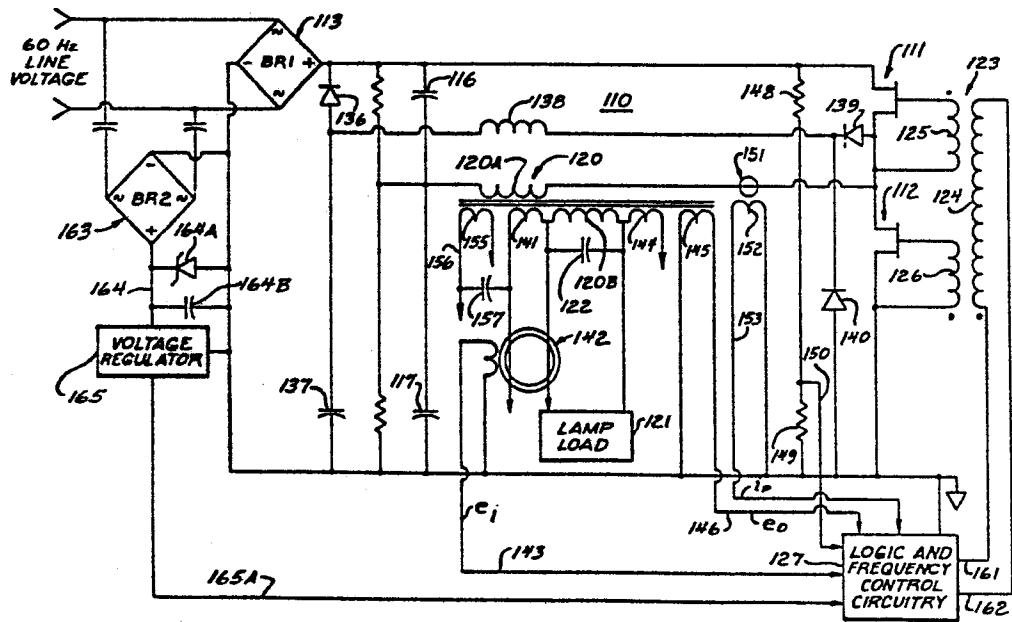 113
60 Hz
LINE
VOLTAGE
~
BR1
- +
~
136
116
110
138
148
111
123
139
125
120A
120
151
112
124
~ BR2 ~
-
+
163
164A
164
164B
156
155
141
122
120B
144
145
152
126
157
142
153
140
150
VOLTAGE
REGULATOR
165
137
117
LAMP
LOAD
121
149
ei
ip
146
eo
143
127
LOGIC AND
FREQUENCY
CONTROL
CIRCUITRY
161
162
165A